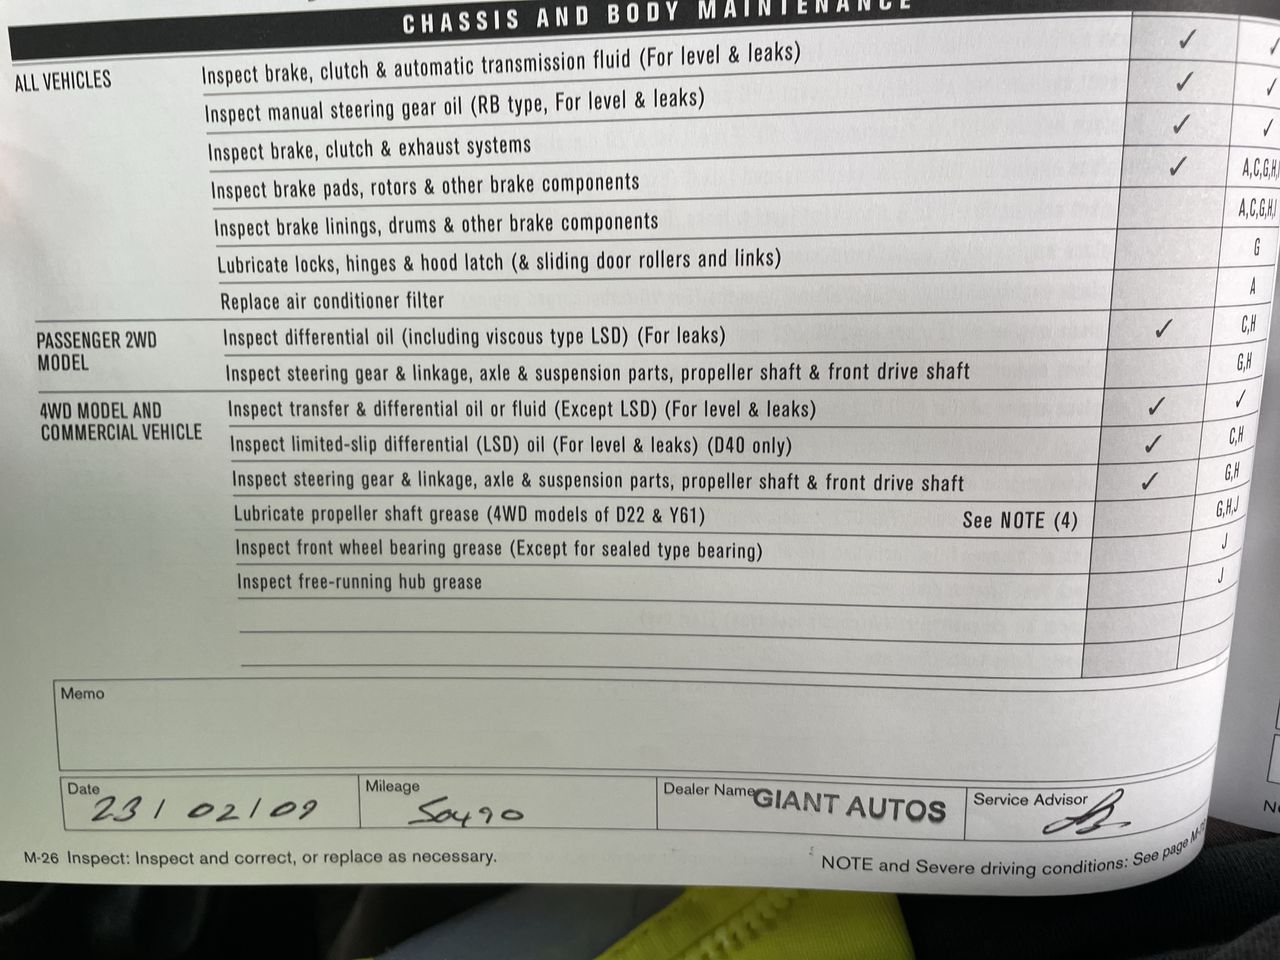 CHASSIS AND BODY MAINTENANCE
ALL VEHICLES
Inspect brake, clutch & automatic transmission fluid (For level & leaks) ✓ ✓
Inspect manual steering gear oil (RB type, For level & leaks) ✓ ✓
Inspect brake, clutch & exhaust systems ✓ ✓
Inspect brake pads, rotors & other brake components ✓ A,C,G,H,
Inspect brake linings, drums & other brake components A,C,G,H,
Lubricate locks, hinges & hood latch (& sliding door rollers and links) G
Replace air conditioner filter A
PASSENGER 2WD
MODEL
Inspect differential oil (including viscous type LSD) (For leaks) ✓ C,H
Inspect steering gear & linkage, axle & suspension parts, propeller shaft & front drive shaft G,H
4WD MODEL AND
COMMERCIAL VEHICLE
Inspect transfer & differential oil or fluid (Except LSD) (For level & leaks) ✓ ✓
Inspect limited-slip differential (LSD) oil (For level & leaks) (D40 only) ✓ C,H
Inspect steering gear & linkage, axle & suspension parts, propeller shaft & front drive shaft ✓ G,H
Lubricate propeller shaft grease (4WD models of D22 & Y61) See NOTE (4) G,H,J
Inspect front wheel bearing grease (Except for sealed type bearing) J
Inspect free-running hub grease J
Memo
Date
23/02/09
Mileage
50490
Dealer Name
GIANT AUTOS
Service Advisor
M-26 Inspect: Inspect and correct, or replace as necessary.
NOTE and Severe driving conditions: See page